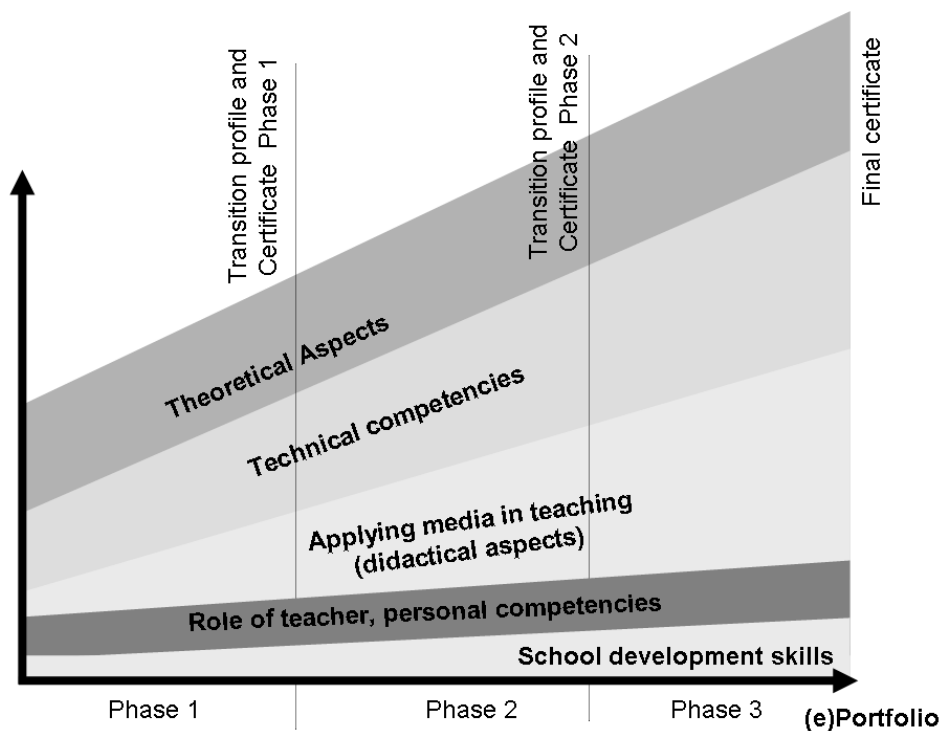 Transition profile and
Certificate Phase 1
Transition profile and
Certificate Phase 2
Final certificate
Theoretical Aspects
Technical competencies
Applying media in teaching
(didactical aspects)
Role of teacher, personal competencies
School development skills
Phase 1
Phase 2
Phase 3
(e)Portfolio